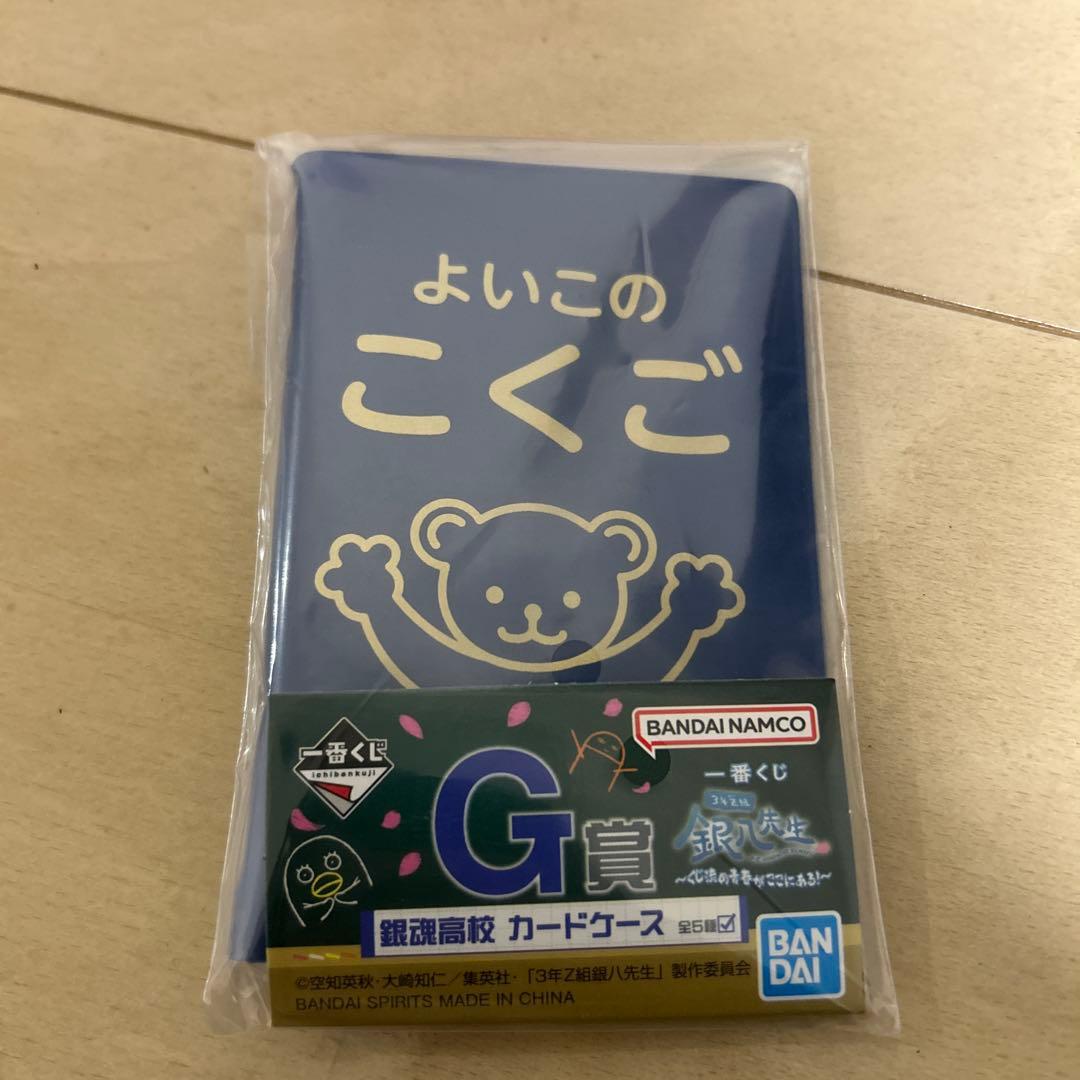 よいこの
こくご
一番くじ
ichibankuji
G賞
BANDAI NAMCO
一番くじ
3年Z組
銀八先生
～くじ流の青春がここにある!～
銀魂高校 カードケース 全5種
©空知英秋・大崎知仁／集英社・「3年Z組銀八先生」製作委員会
BANDAI SPIRITS MADE IN CHINA
BAN
DAI